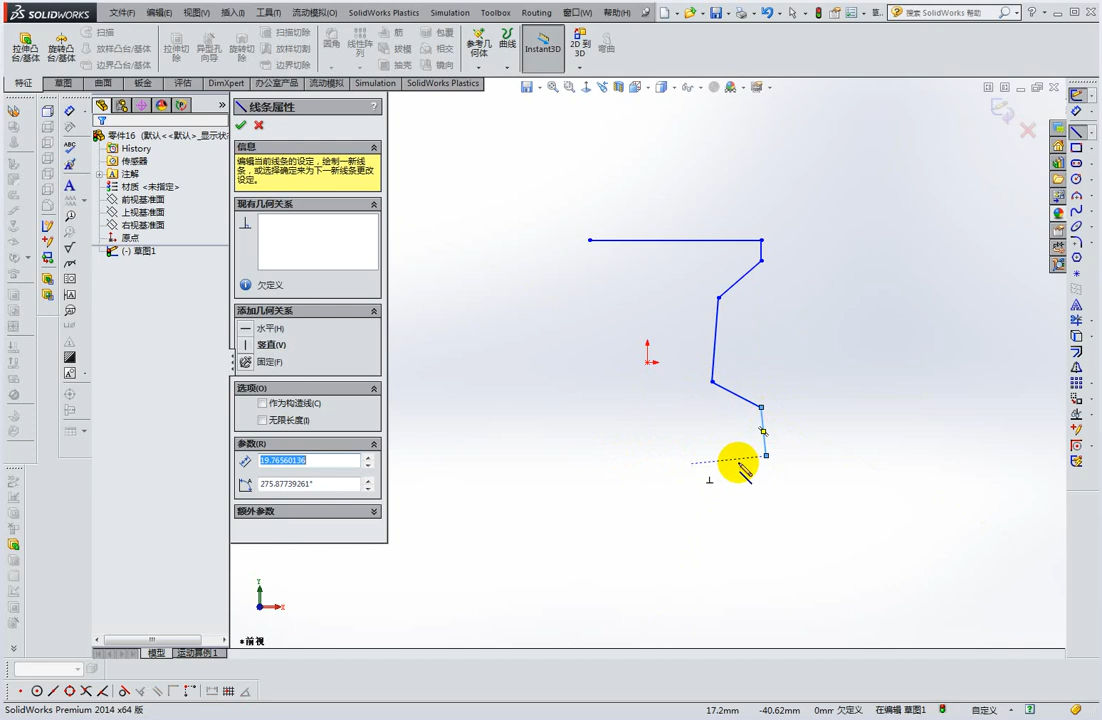 SOLIDWORKS 文件(F) 编辑(E) 视图(V) 插入(I) 工具(T) 流动模拟(O) SolidWorks Plastics Simulation Toolbox Routing 窗口(W) 帮助(H) 搜索 SolidWorks 帮助
拉伸凸台/基体 旋转凸台/基体 扫描 放样凸台/基体 边界凸台/基体 拉伸切除 异型孔向导 旋转切除 扫描切除 放样切割 边界切除 圆角 线性阵列 筋 拔模 抽壳 包覆 相交 镜向 参考几何体 曲线 Instant3D 2D 到 3D 弯曲
特征 草图 曲面 钣金 评估 DimXpert 办公室产品 流动模拟 Simulation SolidWorks Plastics
零件16 (默认<<默认>_显示状
History
传感器
注解
材质 <未指定>
前视基准面
上视基准面
右视基准面
原点
(-) 草图1
线条属性 ?
信息
编辑当前线条的设定，绘制一新线
条，或选择确定来为下一新线条更改
设定。
现有几何关系
欠定义
添加几何关系
水平(H)
竖直(V)
固定(F)
选项(O)
作为构造线(C)
无限长度(I)
参数(R)
19.76560136
275.87739261°
额外参数
Y
X
*前视
模型 运动算例 1
SolidWorks Premium 2014 x64 版 17.2mm -40.62mm 0mm 欠定义 在编辑 草图1 自定义